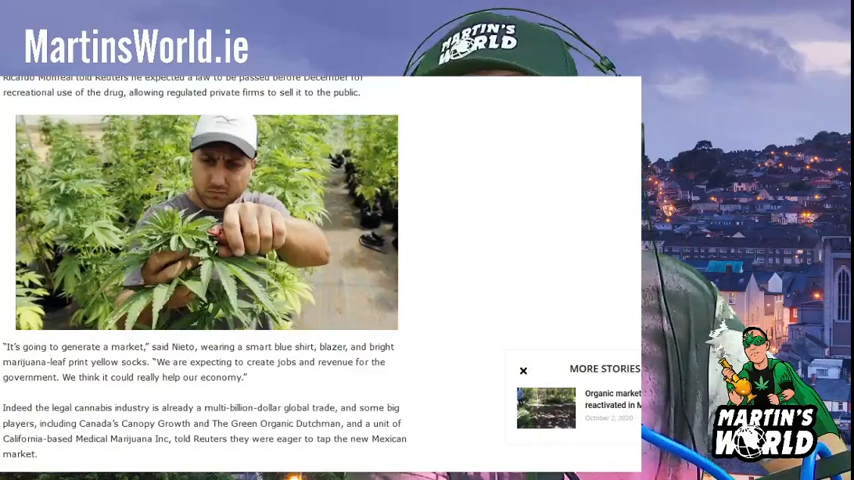 MartinsWorld.ie
MARTIN'S
WORLD
Ricardo Monreal told Reuters he expected a law to be passed before December for
recreational use of the drug, allowing regulated private firms to sell it to the public.
"It's going to generate a market," said Nieto, wearing a smart blue shirt, blazer, and bright
marijuana-leaf print yellow socks. "We are expecting to create jobs and revenue for the
government. We think it could really help our economy."
MORE STORIES
Organic market
reactivated in M
October 2, 2020
Indeed the legal cannabis industry is already a multi-billion-dollar global trade, and some big
players, including Canada's Canopy Growth and The Green Organic Dutchman, and a unit of
California-based Medical Marijuana Inc, told Reuters they were eager to tap the new Mexican
market.
MARTIN'S
WORLD